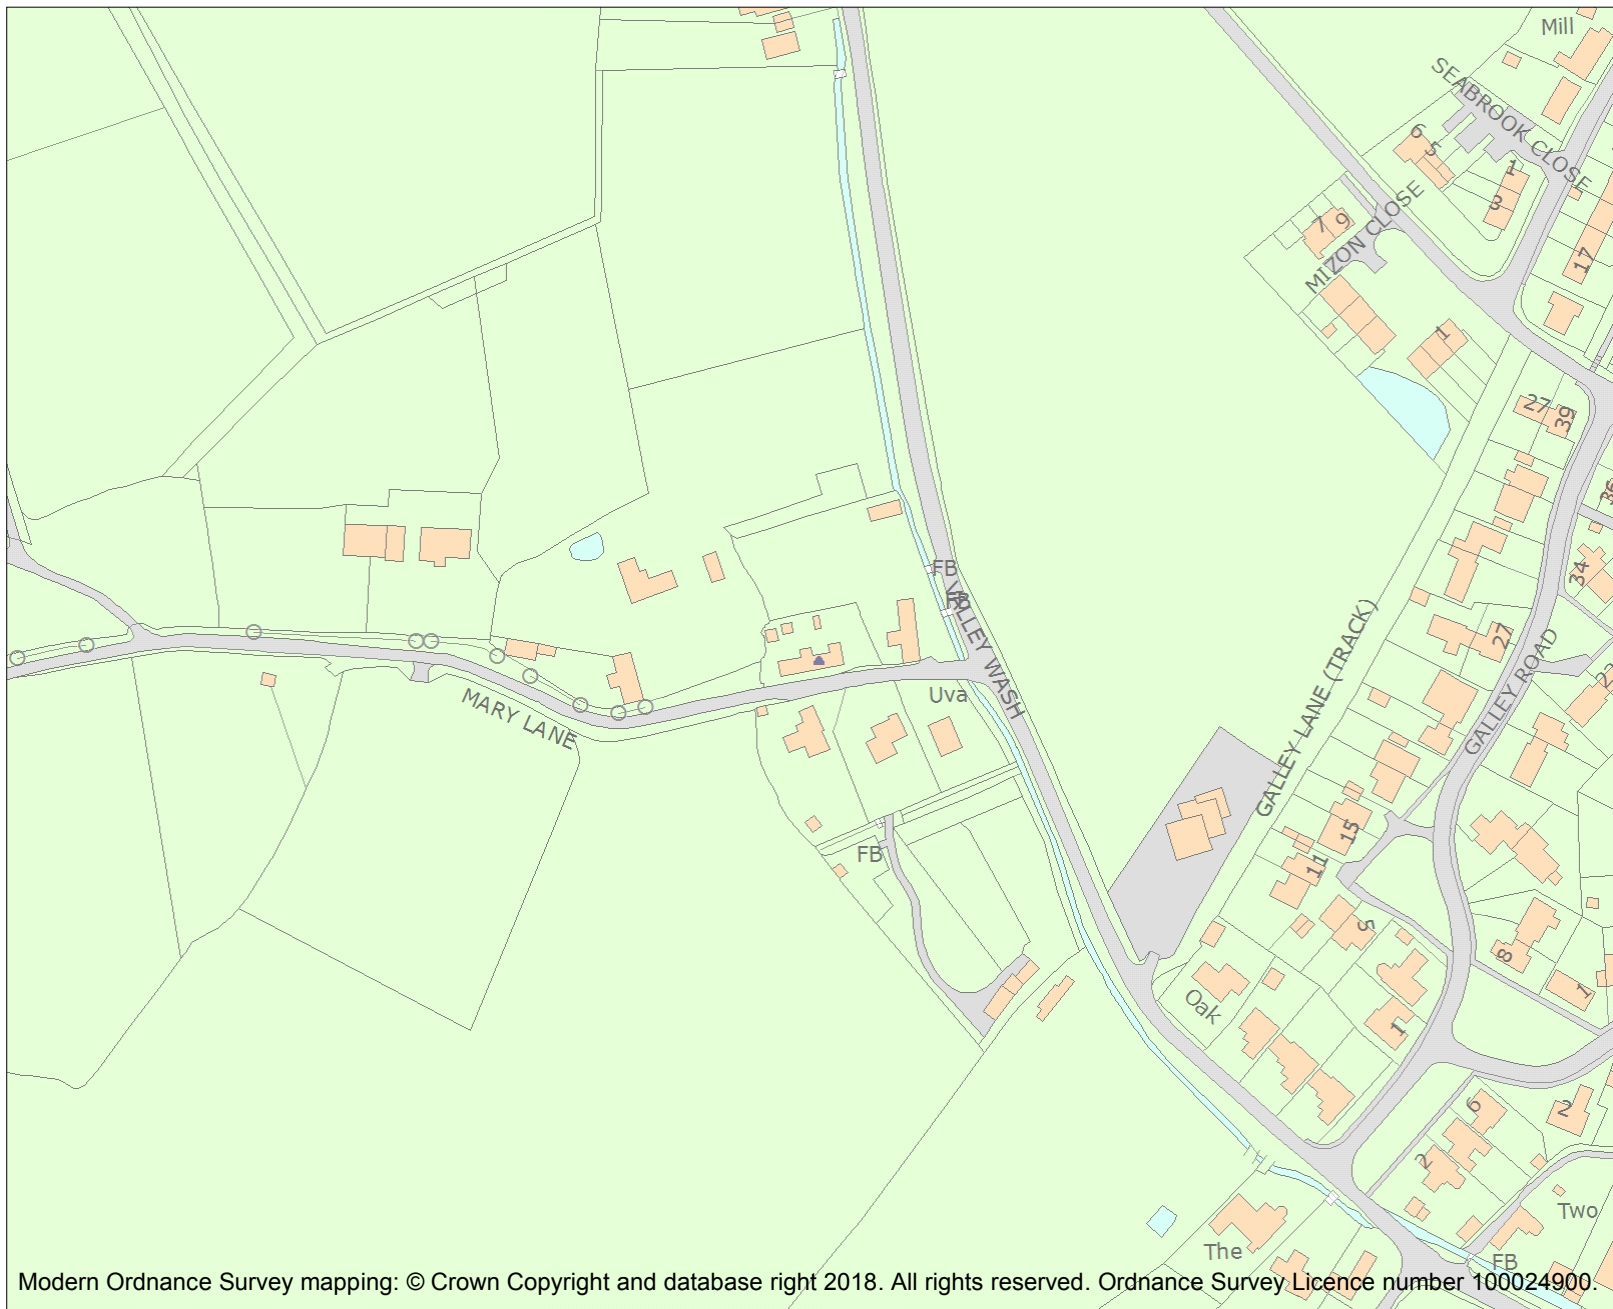 Mill
SEABROOK CLOSE
6
5
1
3
7
9
MIZON CLOSE
17
1
27
39
36
34
FB
FB
VALLEY WASH
27
GALLEY LANE (TRACK)
GALLEY ROAD
Uva
MARY LANE
15
11
FB
5
8
1
Oak
1
6
2
2
Two
The
FB
Modern Ordnance Survey mapping: © Crown Copyright and database right 2018. All rights reserved. Ordnance Survey Licence number 100024900.